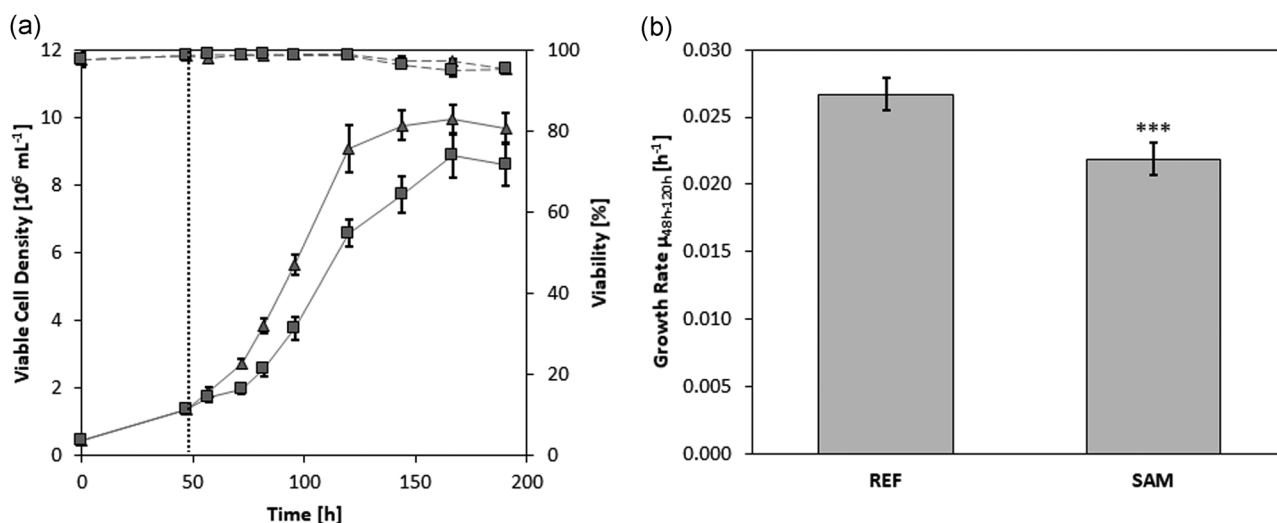 (a)
12
10
8
6
4
2
0
Viable Cell Density [10⁶ mL⁻¹]
100
80
60
40
20
0
Viability [%]
0 50 100 150 200
Time [h]
(b)
0.030
0.025
0.020
0.015
0.010
0.005
0.000
Growth Rate μ48h-120h [h⁻¹]
***
REF SAM